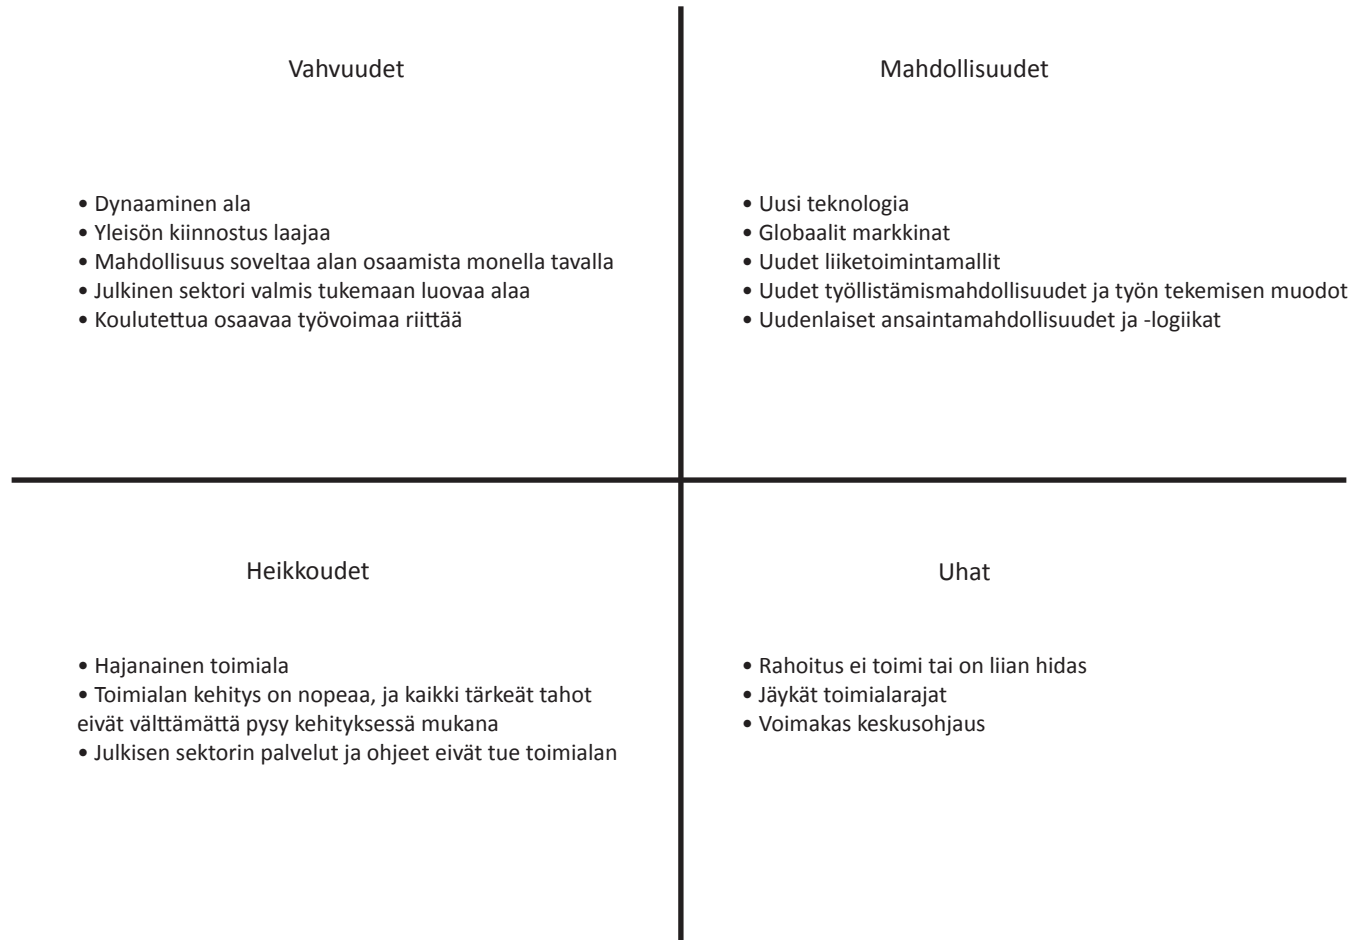 Vahvuudet
• Dynaaminen ala
• Yleisön kiinnostus laajaa
• Mahdollisuus soveltaa alan osaamista monella tavalla
• Julkinen sektori valmis tukemaan luovaa alaa
• Koulutettua osaavaa työvoimaa riittää
Mahdollisuudet
• Uusi teknologia
• Globaalit markkinat
• Uudet liiketoimintamallit
• Uudet työllistämismahdollisuudet ja työn tekemisen muodot
• Uudenlaiset ansaintamahdollisuudet ja -logiikat
Heikkoudet
• Hajanainen toimiala
• Toimialan kehitys on nopeaa, ja kaikki tärkeät tahot
eivät välttämättä pysy kehityksessä mukana
• Julkisen sektorin palvelut ja ohjeet eivät tue toimialan
Uhat
• Rahoitus ei toimi tai on liian hidas
• Jäykät toimialarajat
• Voimakas keskusohjaus